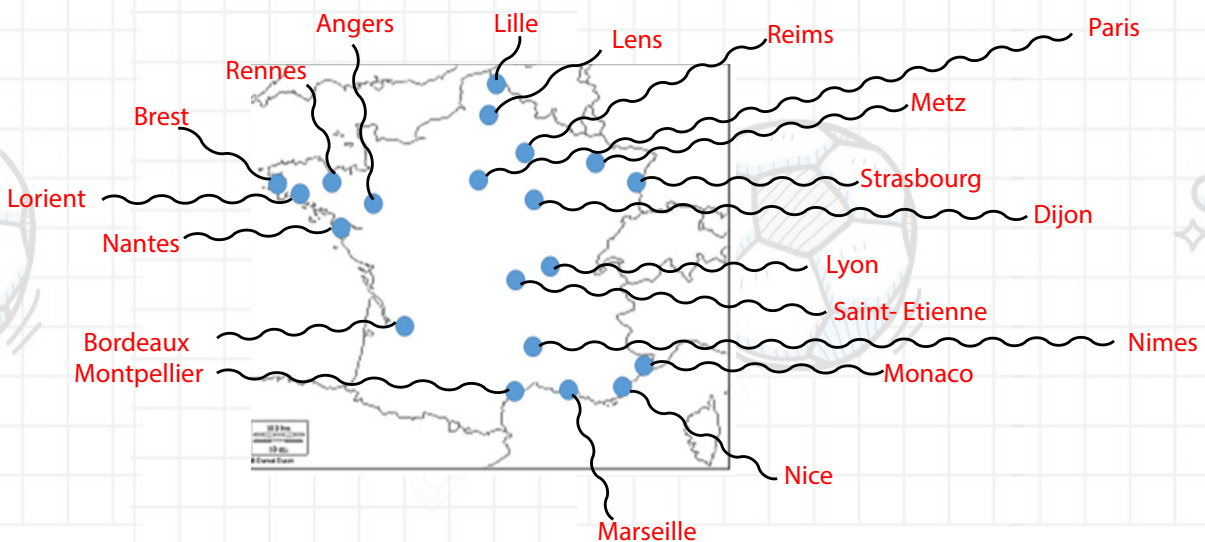 Angers
Lille
Lens
Reims
Paris
Rennes
Metz
Brest
Strasbourg
Lorient
Dijon
Nantes
Lyon
Saint- Etienne
Bordeaux
Nimes
Montpellier
Monaco
Nice
Marseille